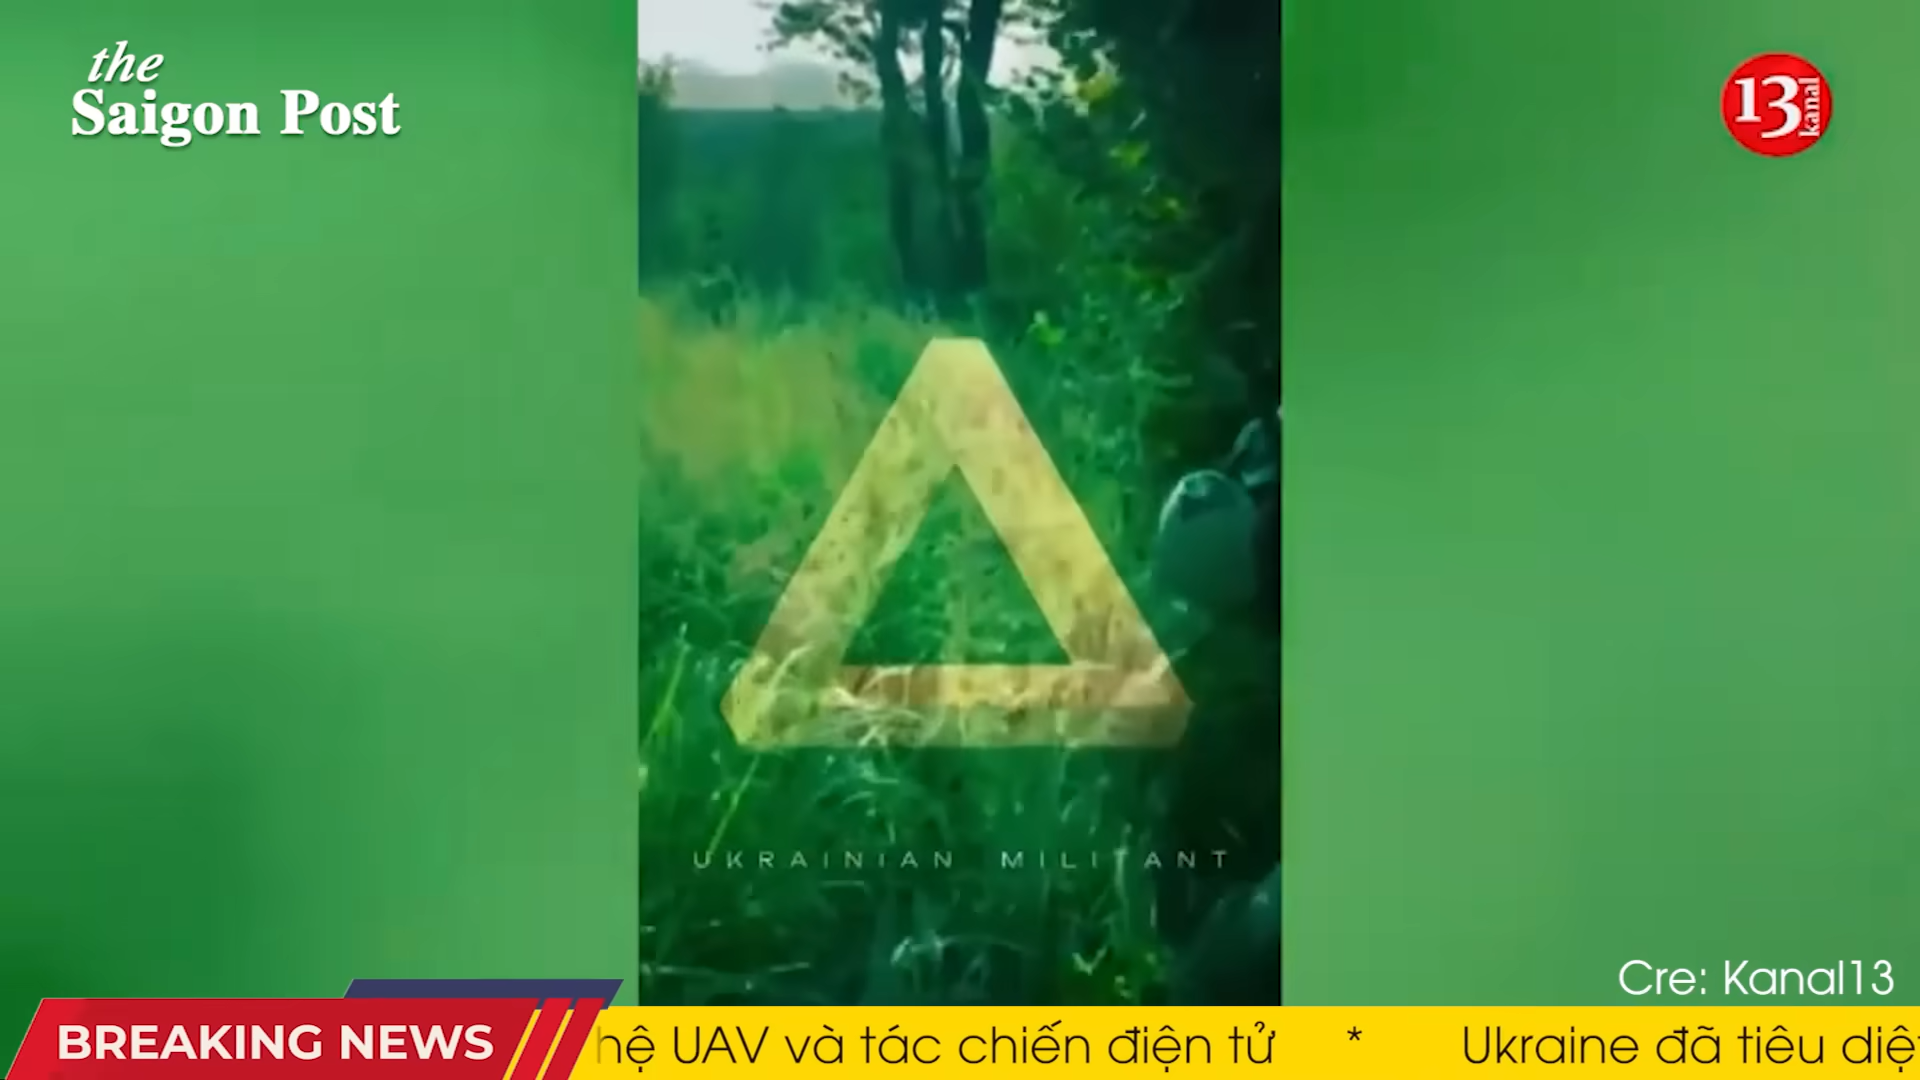 the
Saigon Post
13 kanal
UKRAINIAN MILITANT
Cre: Kanal13
BREAKING NEWS
hệ UAV và tác chiến điện tử * Ukraine đã tiêu diệt